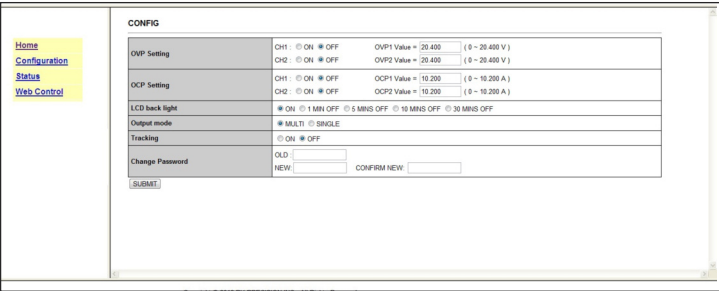 CONFIG
Home
Configuration
Status
Web Control
OVP Setting
CH1 : ON OFF OVP1 Value = 20.400 ( 0 ~ 20.400 V )
CH2 : ON OFF OVP2 Value = 20.400 ( 0 ~ 20.400 V )
OCP Setting
CH1 : ON OFF OCP1 Value = 10.200 ( 0 ~ 10.200 A )
CH2 : ON OFF OCP2 Value = 10.200 ( 0 ~ 10.200 A )
LCD back light ON 1 MIN OFF 5 MINS OFF 10 MINS OFF 30 MINS OFF
Output mode MULTI SINGLE
Tracking ON OFF
Change Password
OLD :
NEW: CONFIRM NEW:
SUBMIT